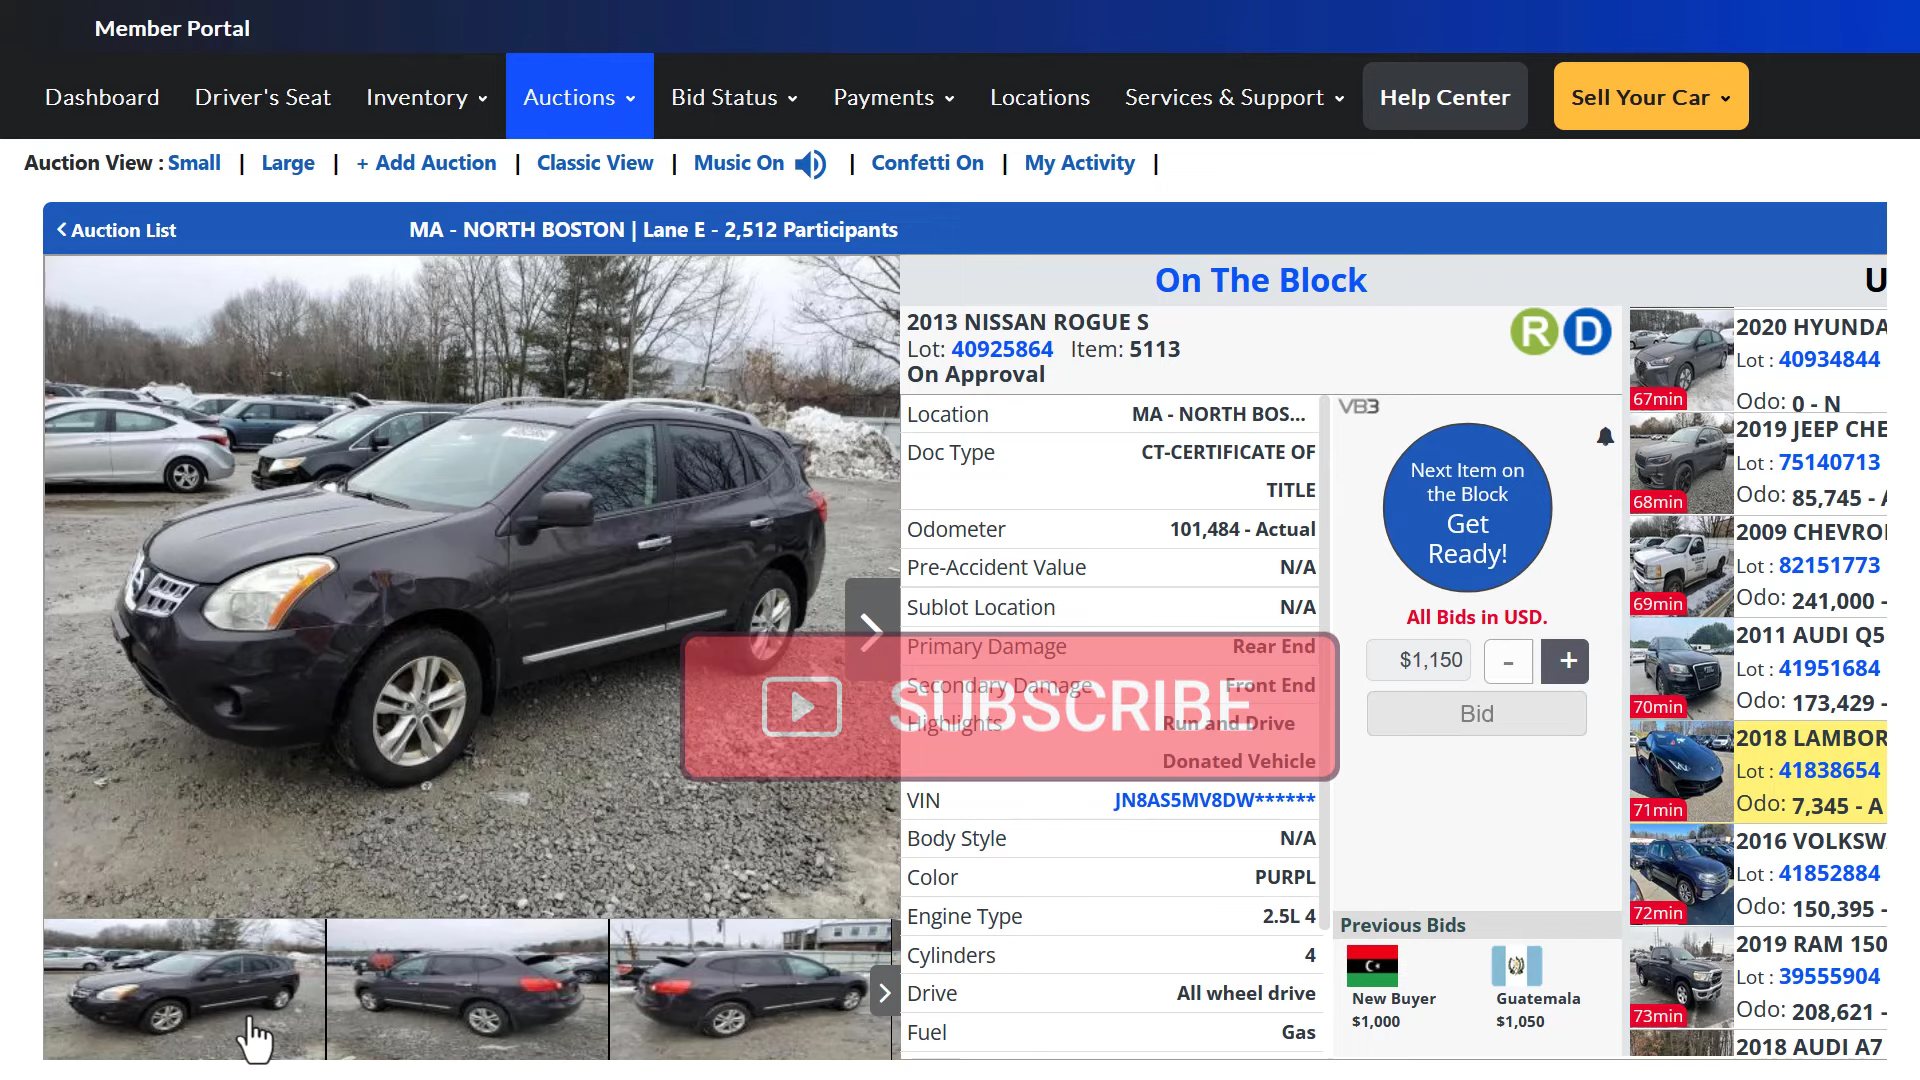 Member Portal
Dashboard Driver's Seat Inventory Auctions Bid Status Payments Locations Services & Support Help Center Sell Your Car
Auction View : Small | Large | + Add Auction | Classic View | Music On | Confetti On | My Activity |
Auction List MA - NORTH BOSTON | Lane E - 2,512 Participants
On The Block
U
2013 NISSAN ROGUE S
Lot: 40925864 Item: 5113
On Approval
R D
Location MA - NORTH BOS...
Doc Type CT-CERTIFICATE OF
TITLE
Odometer 101,484 - Actual
Pre-Accident Value N/A
Sublot Location N/A
Primary Damage Rear End
Secondary Damage Front End
Highlights Run and Drive
Donated Vehicle
SUBSCRIBE
VIN JN8AS5MV8DW******
Body Style N/A
Color PURPL
Engine Type 2.5L 4
Cylinders 4
Drive All wheel drive
Fuel Gas
VB3
Next Item on
the Block
Get
Ready!
All Bids in USD.
$1,150 - +
Bid
Previous Bids
New Buyer
$1,000
Guatemala
$1,050
2020 HYUNDA
Lot : 40934844
67min Odo: 0 - N
2019 JEEP CHE
Lot : 75140713
68min Odo: 85,745 - A
2009 CHEVROL
Lot : 82151773
69min Odo: 241,000 -
2011 AUDI Q5
Lot : 41951684
70min Odo: 173,429 -
2018 LAMBOR
Lot : 41838654
71min Odo: 7,345 - A
2016 VOLKSW
Lot : 41852884
72min Odo: 150,395 -
2019 RAM 150
Lot : 39555904
73min Odo: 208,621 -
2018 AUDI A7